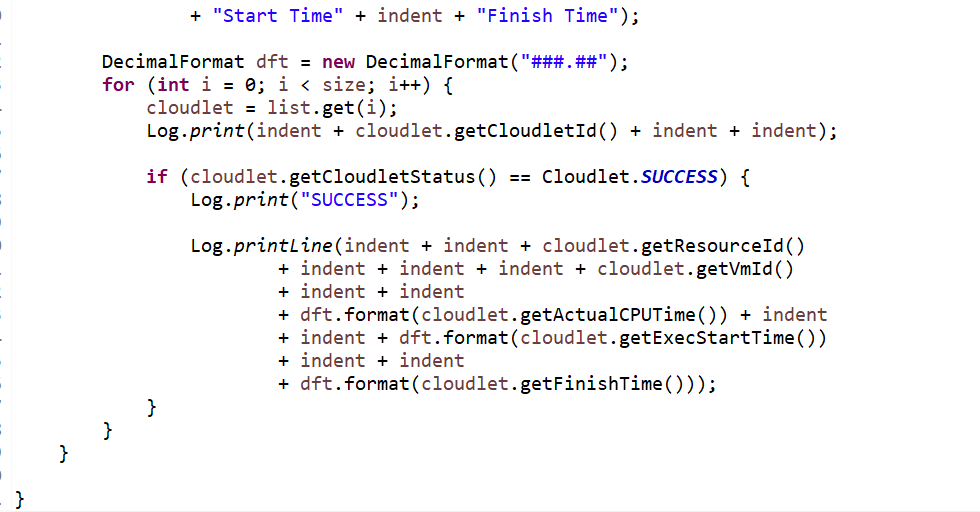 + "Start Time" + indent + "Finish Time");
DecimalFormat dft = new DecimalFormat("###.##");
for (int i = 0; i < size; i++) {
cloudlet = list.get(i);
Log.print(indent + cloudlet.getCloudletId() + indent + indent);
if (cloudlet.getCloudletStatus() == Cloudlet.SUCCESS) {
Log.print("SUCCESS");
Log.printLine(indent + indent + cloudlet.getResourceId()
+ indent + indent + indent + cloudlet.getVmId()
+ indent + indent
+ dft.format(cloudlet.getActualCPUTime()) + indent
+ indent + dft.format(cloudlet.getExecStartTime())
+ indent + indent
+ dft.format(cloudlet.getFinishTime()));
}
}
}
}